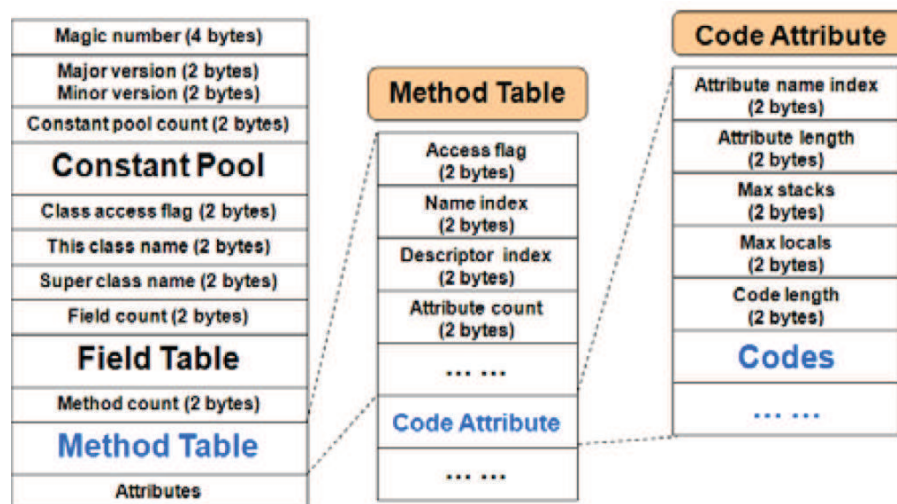 Magic number (4 bytes)
Major version (2 bytes)
Minor version (2 bytes)
Constant pool count (2 bytes)
Constant Pool
Class access flag (2 bytes)
This class name (2 bytes)
Super class name (2 bytes)
Field count (2 bytes)
Field Table
Method count (2 bytes)
Method Table
Attributes
Method Table
Access flag
(2 bytes)
Name index
(2 bytes)
Descriptor index
(2 bytes)
Attribute count
(2 bytes)
... ...
Code Attribute
... ...
Code Attribute
Attribute name index
(2 bytes)
Attribute length
(2 bytes)
Max stacks
(2 bytes)
Max locals
(2 bytes)
Code length
(2 bytes)
Codes
... ...